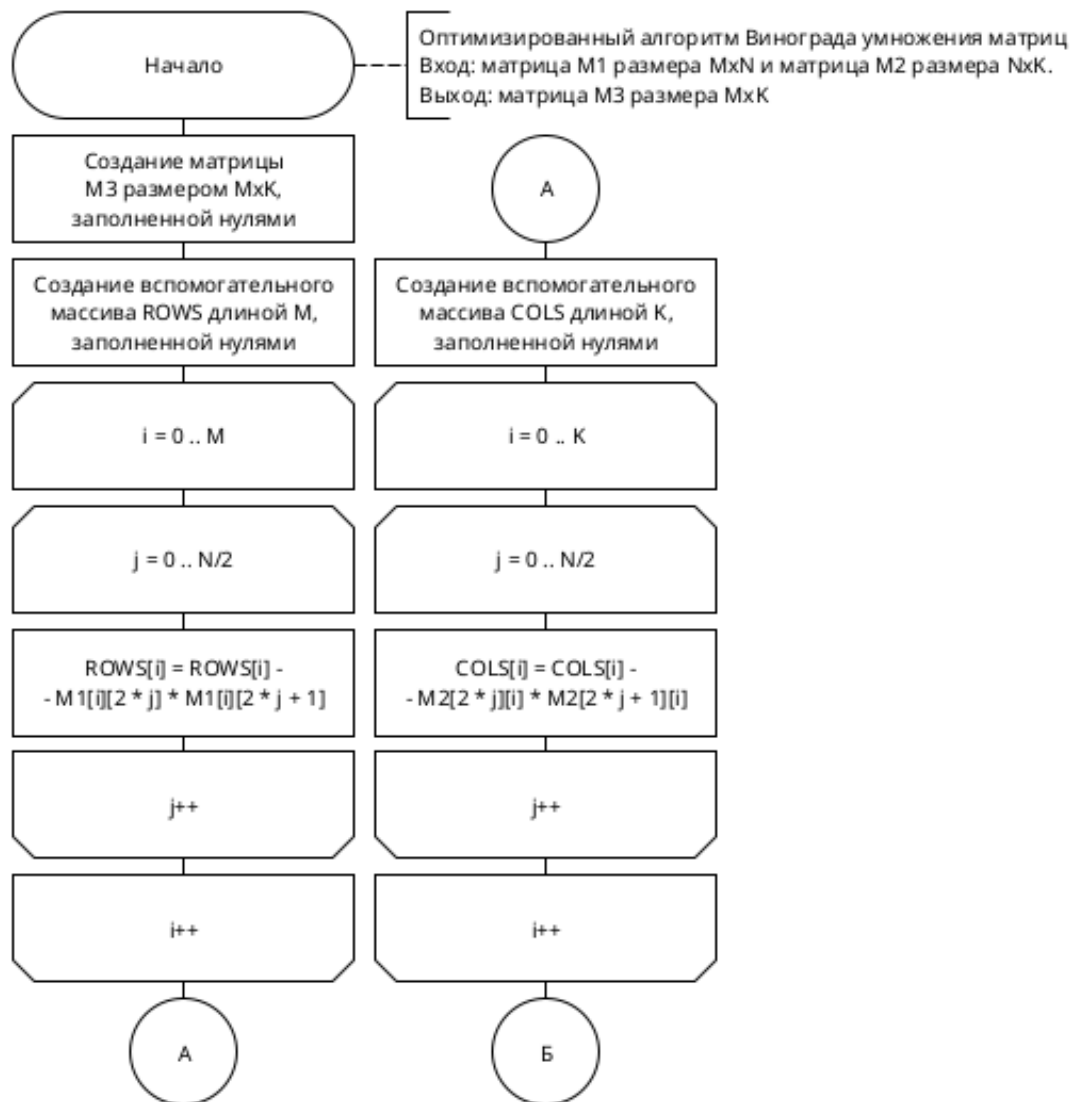 Начало
Оптимизированный алгоритм Винограда умножения матриц
Вход: матрица M1 размера MxN и матрица M2 размера NxK.
Выход: матрица M3 размера MxK
Создание матрицы
M3 размером MxK,
заполненной нулями
Создание вспомогательного
массива ROWS длиной M,
заполненной нулями
i = 0 .. M
j = 0 .. N/2
ROWS[i] = ROWS[i] -
- M1[i][2 * j] * M1[i][2 * j + 1]
j++
i++
А
А
Создание вспомогательного
массива COLS длиной K,
заполненной нулями
i = 0 .. K
j = 0 .. N/2
COLS[i] = COLS[i] -
- M2[2 * j][i] * M2[2 * j + 1][i]
j++
i++
Б